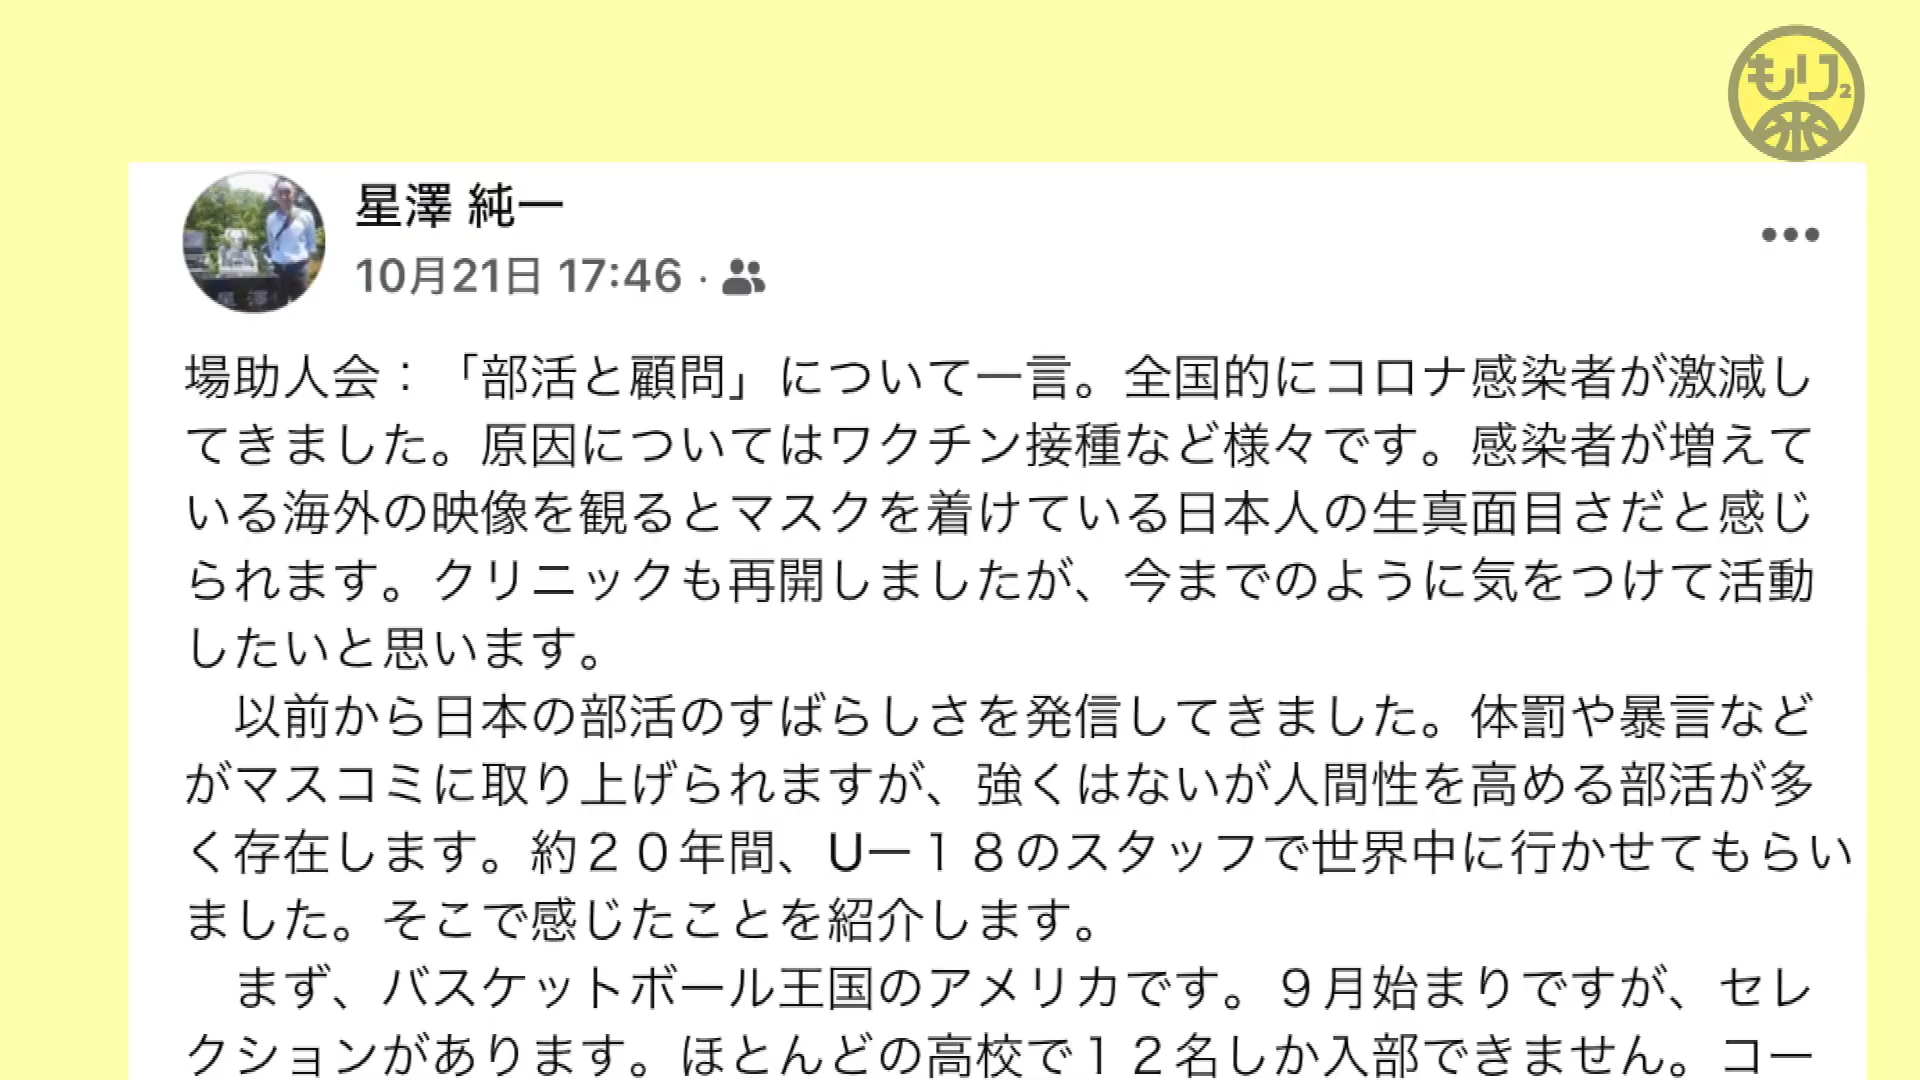 もり2
星澤 純一
10月21日 17:46 ·
星澤
場助人会：「部活と顧問」について一言。全国的にコロナ感染者が激減し
てきました。原因についてはワクチン接種など様々です。感染者が増えて
いる海外の映像を観るとマスクを着けている日本人の生真面目さだと感じ
られます。クリニックも再開しましたが、今までのように気をつけて活動
したいと思います。
　以前から日本の部活のすばらしさを発信してきました。体罰や暴言など
がマスコミに取り上げられますが、強くはないが人間性を高める部活が多
く存在します。約２０年間、Uー１８のスタッフで世界中に行かせてもらい
ました。そこで感じたことを紹介します。
　まず、バスケットボール王国のアメリカです。９月始まりですが、セレ
クションがあります。ほとんどの高校で１２名しか入部できません。コー